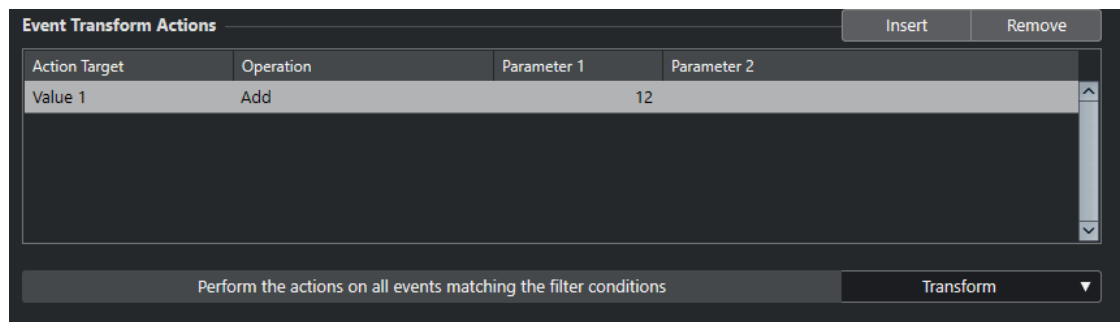 Event Transform Actions Insert Remove
Action Target Operation Parameter 1 Parameter 2
Value 1 Add 12
Perform the actions on all events matching the filter conditions Transform